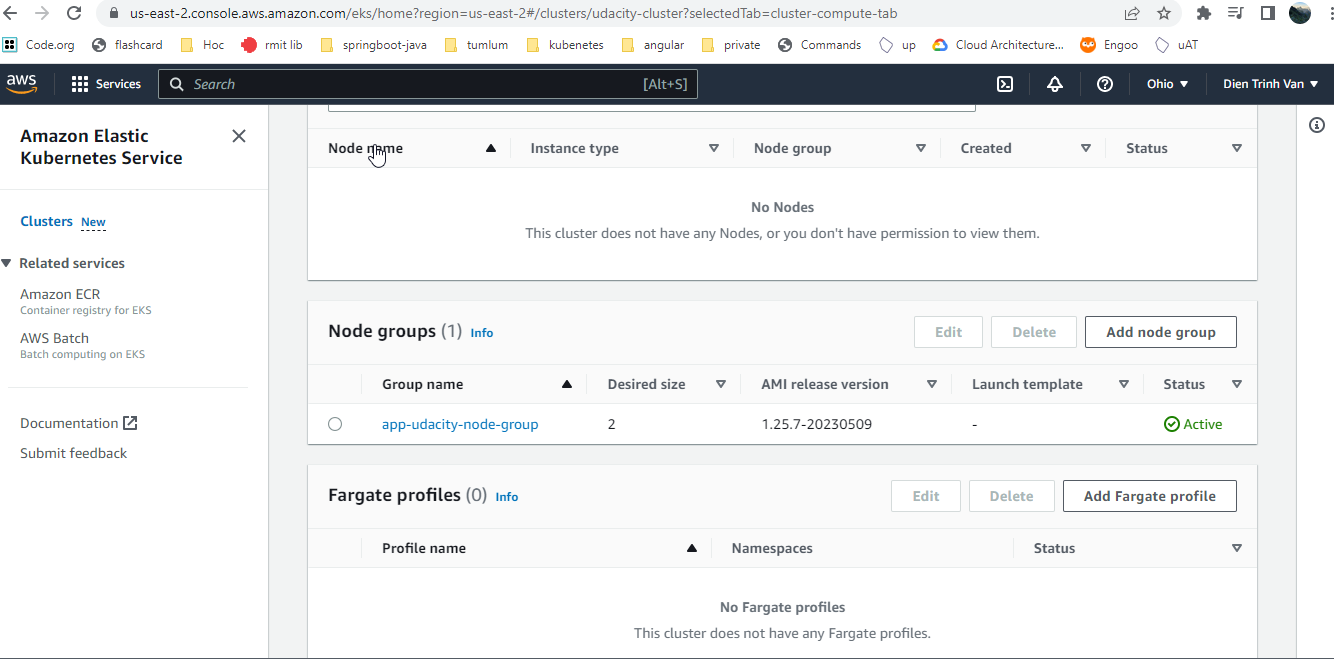 us-east-2.console.aws.amazon.com/eks/home?region=us-east-2#/clusters/udacity-cluster?selectedTab=cluster-compute-tab
Code.org flashcard Hoc rmit lib springboot-java tumlum kubenetes angular private Commands up Cloud Architecture... Engoo uAT
aws Services Search [Alt+S] Ohio Dien Trinh Van
Amazon Elastic Kubernetes Service
Clusters New
Related services
Amazon ECR
Container registry for EKS
AWS Batch
Batch computing on EKS
Documentation
Submit feedback
Node name Instance type Node group Created Status
No Nodes
This cluster does not have any Nodes, or you don't have permission to view them.
Node groups (1) Info Edit Delete Add node group
Group name Desired size AMI release version Launch template Status
app-udacity-node-group 2 1.25.7-20230509 - Active
Fargate profiles (0) Info Edit Delete Add Fargate profile
Profile name Namespaces Status
No Fargate profiles
This cluster does not have any Fargate profiles.